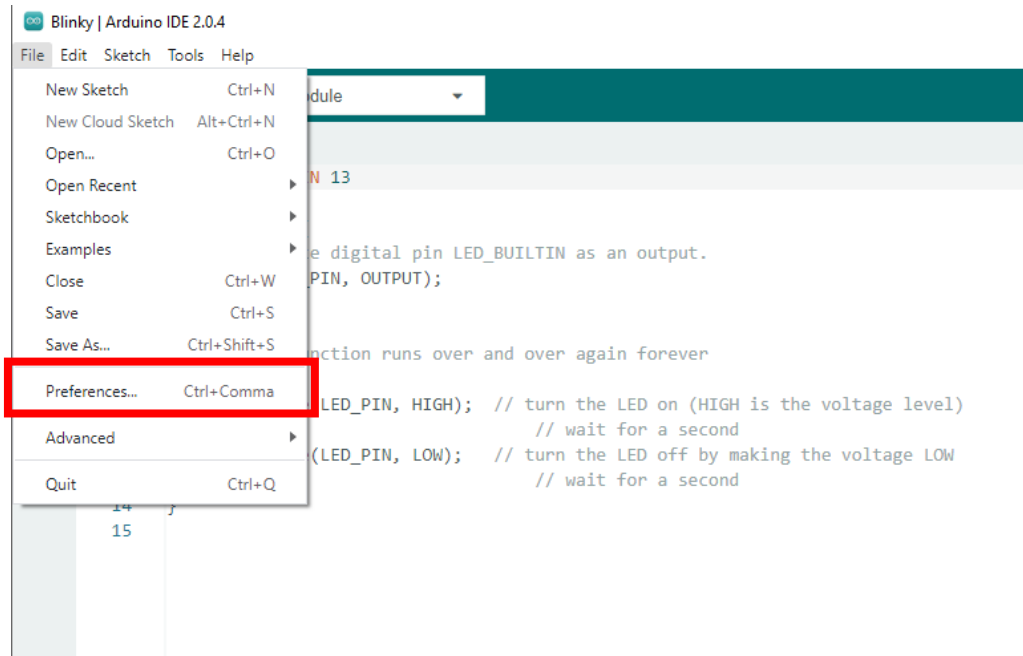 Blinky | Arduino IDE 2.0.4
File Edit Sketch Tools Help
New Sketch Ctrl+N
New Cloud Sketch Alt+Ctrl+N
Open... Ctrl+O
Open Recent
Sketchbook
Examples
Close Ctrl+W
Save Ctrl+S
Save As... Ctrl+Shift+S
Preferences... Ctrl+Comma
Advanced
Quit Ctrl+Q
dule
N 13
e digital pin LED_BUILTIN as an output.
_PIN, OUTPUT);
nction runs over and over again forever
(LED_PIN, HIGH); // turn the LED on (HIGH is the voltage level)
// wait for a second
(LED_PIN, LOW); // turn the LED off by making the voltage LOW
// wait for a second
14 }
15